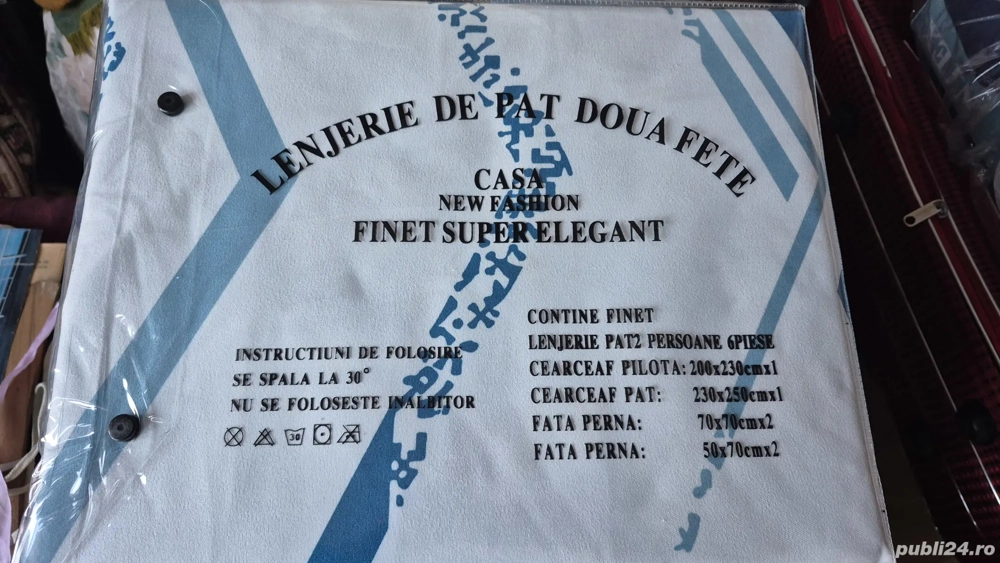 LENJERIE DE PAT DOUA FETE
CASA
NEW FASHION
FINET SUPER ELEGANT
INSTRUCTIUNI DE FOLOSIRE
SE SPALA LA 30°
NU SE FOLOSESTE INALBITOR
30
CONTINE FINET
LENJERIE PAT2 PERSOANE 6PIESE
CEARCEAF PILOTA: 200x230cmx1
CEARCEAF PAT: 230x250cmx1
FATA PERNA: 70x70cmx2
FATA PERNA: 50x70cmx2
publi24.ro